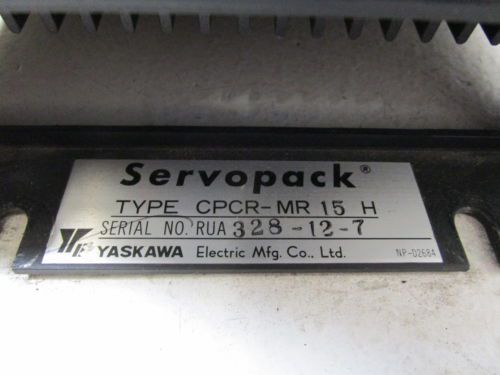 Servopack®
TYPE CPCR-MR 15 H
SERIAL NO. RUA 328-12-7
YASKAWA Electric Mfg. Co., Ltd. NP-D2684